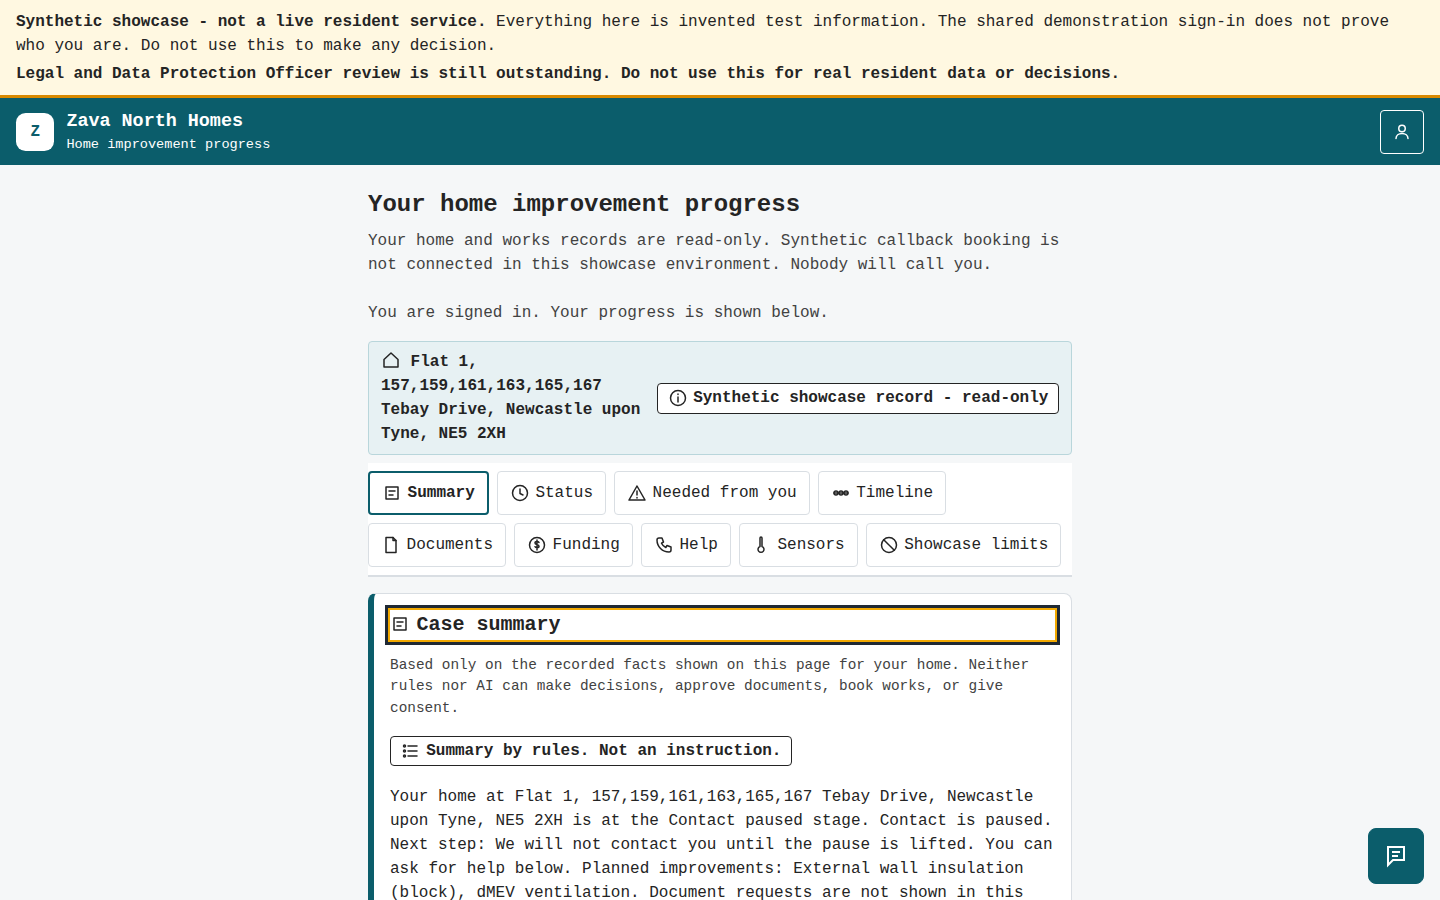 Synthetic showcase - not a live resident service. Everything here is invented test information. The shared demonstration sign-in does not prove
who you are. Do not use this to make any decision.
Legal and Data Protection Officer review is still outstanding. Do not use this for real resident data or decisions.
Z
Zava North Homes
Home improvement progress
Your home improvement progress
Your home and works records are read-only. Synthetic callback booking is
not connected in this showcase environment. Nobody will call you.
You are signed in. Your progress is shown below.
Flat 1,
157,159,161,163,165,167
Tebay Drive, Newcastle upon
Tyne, NE5 2XH
Synthetic showcase record - read-only
Summary
Status
Needed from you
Timeline
Documents
Funding
Help
Sensors
Showcase limits
Case summary
Based only on the recorded facts shown on this page for your home. Neither
rules nor AI can make decisions, approve documents, book works, or give
consent.
Summary by rules. Not an instruction.
Your home at Flat 1, 157,159,161,163,165,167 Tebay Drive, Newcastle
upon Tyne, NE5 2XH is at the Contact paused stage. Contact is paused.
Next step: We will not contact you until the pause is lifted. You can
ask for help below. Planned improvements: External wall insulation
(block), dMEV ventilation. Document requests are not shown in this